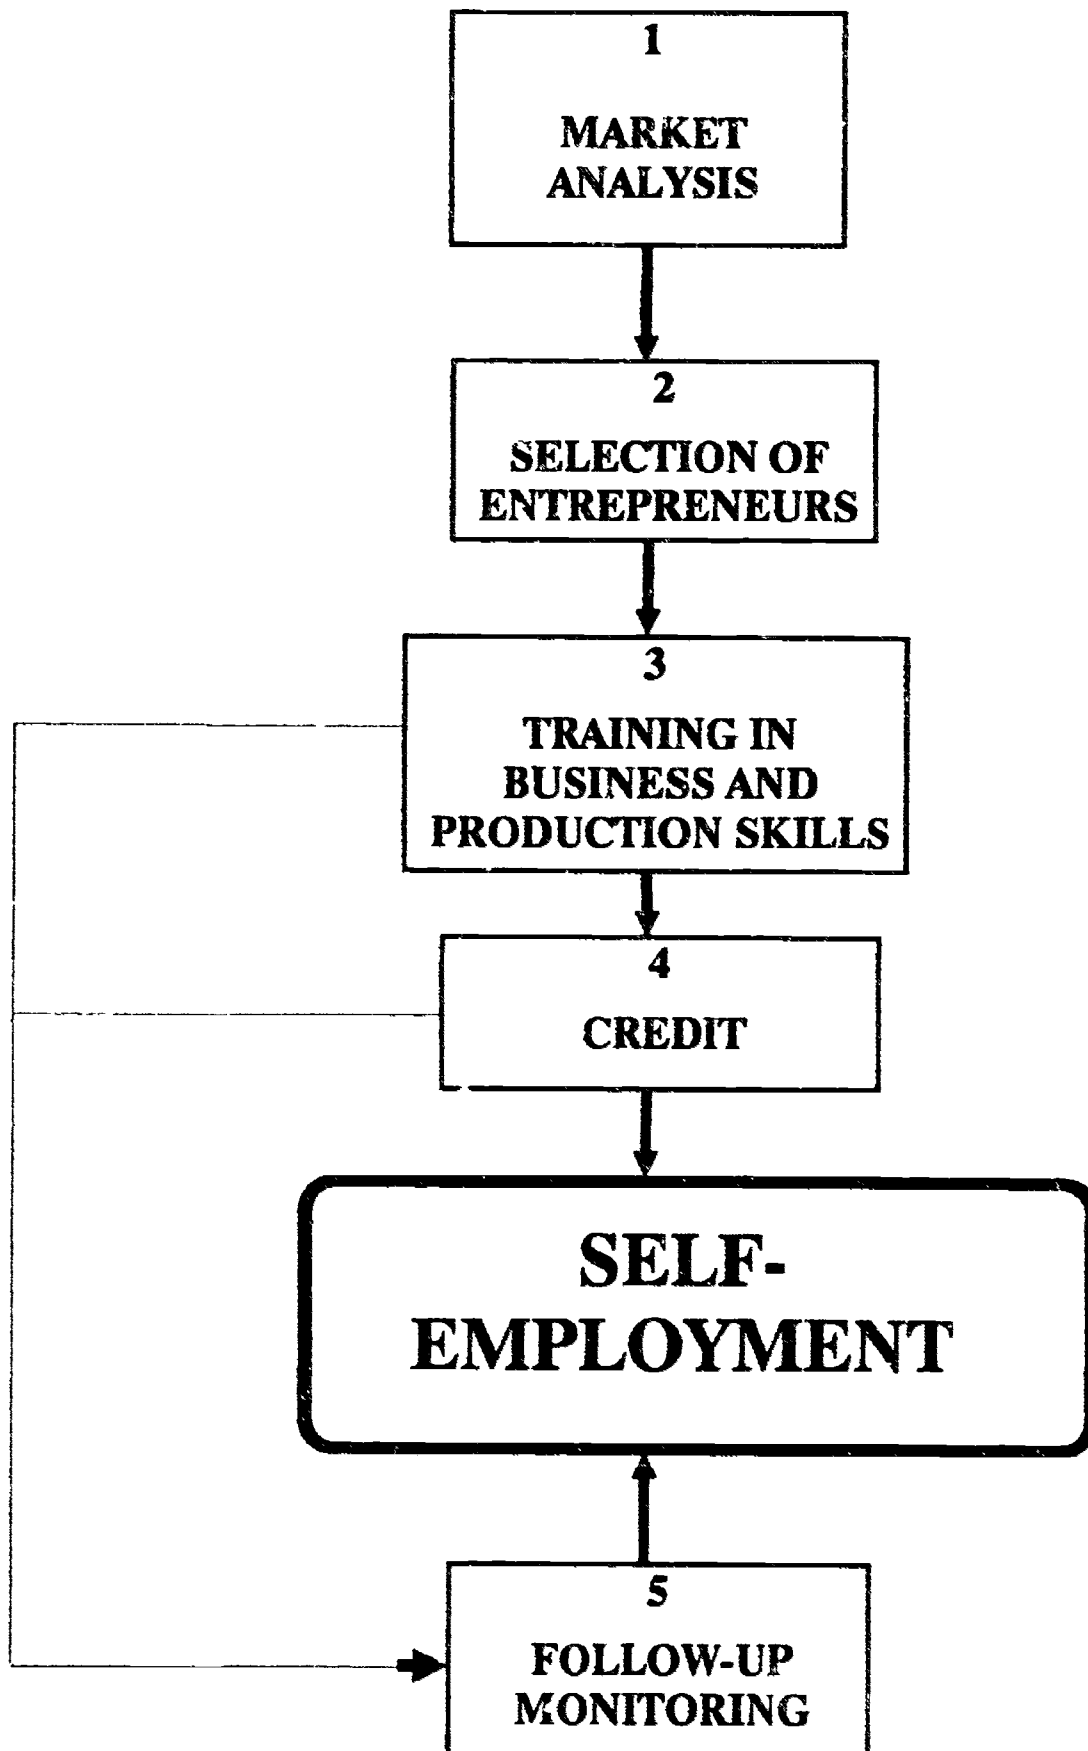 1
MARKET
ANALYSIS
2
SELECTION OF
ENTREPRENEURS
3
TRAINING IN
BUSINESS AND
PRODUCTION SKILLS
4
CREDIT
SELF-
EMPLOYMENT
5
FOLLOW-UP
MONITORING